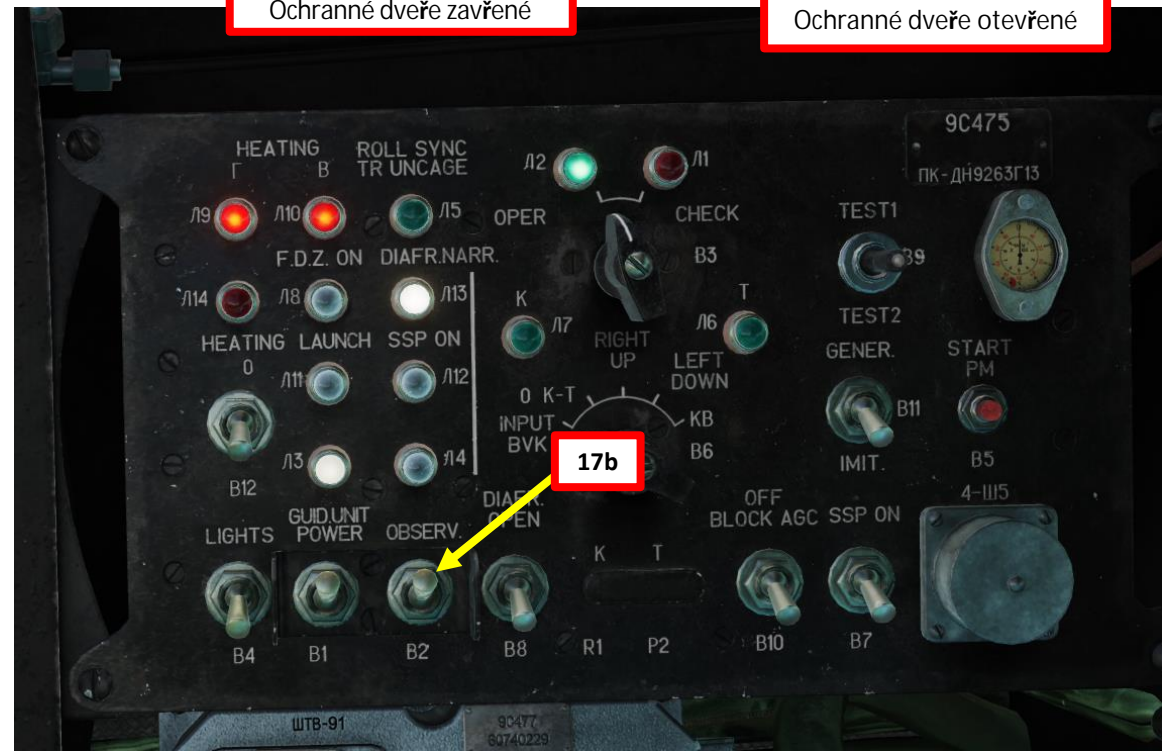 Ochranné dveře zavřené
Ochranné dveře otevřené
9С475
ПК-ДН9263Г13
HEATING
Г В
ROLL SYNC
TR UNCAGE
Л9
Л10
Л5
Л2
Л1
OPER
CHECK
B3
TEST1
B9
TEST2
F.D.Z. ON
DIAFR.NARR.
Л14
Л8
Л13
K
T
Л7
Л6
RIGHT
UP
LEFT
DOWN
HEATING
0
LAUNCH
SSP ON
Л11
Л12
GENER.
B11
IMIT.
START
PM
B5
0 K-T
INPUT
BVK
KB
B6
17b
Л3
Л4
B12
LIGHTS
GUID.UNIT
POWER
OBSERV.
DIAFR.
OPEN
OFF
BLOCK AGC
SSP ON
4-Ш5
K T
B4
B1
B2
B8
R1
P2
B10
B7
ШТВ-91
9С477
80740229